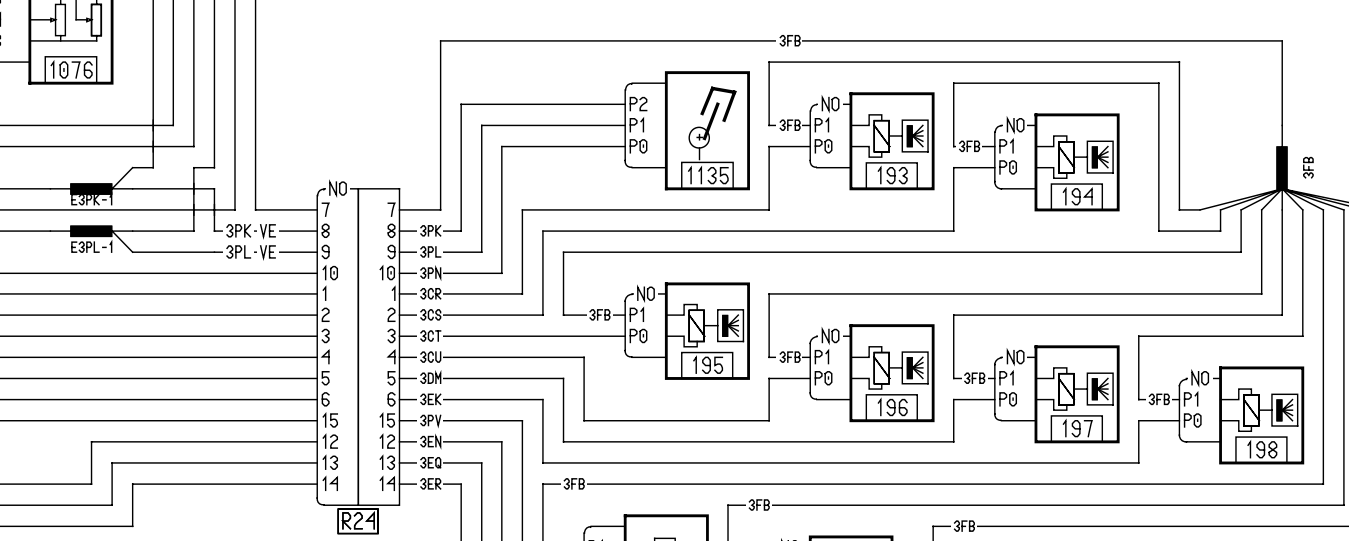 3FB
1076
P2
P1
P0
1135
NO
3FB P1
P0
193
NO
3FB P1
P0
194
3FB
E3PK-1
E3PL-1
NO
7 7
3PK-VE 8 8 3PK
3PL-VE 9 9 3PL
10 10 3PN
1 1 3CR
2 2 3CS
3 3 3CT
4 4 3CU
5 5 3DM
6 6 3EK
15 15 3PV
12 12 3EN
13 13 3EQ
14 14 3ER
R24
NO
3FB P1
P0
195
NO
3FB P1
P0
196
NO
3FB P1
P0
197
NO
3FB P1
P0
198
3FB
3FB
3FB